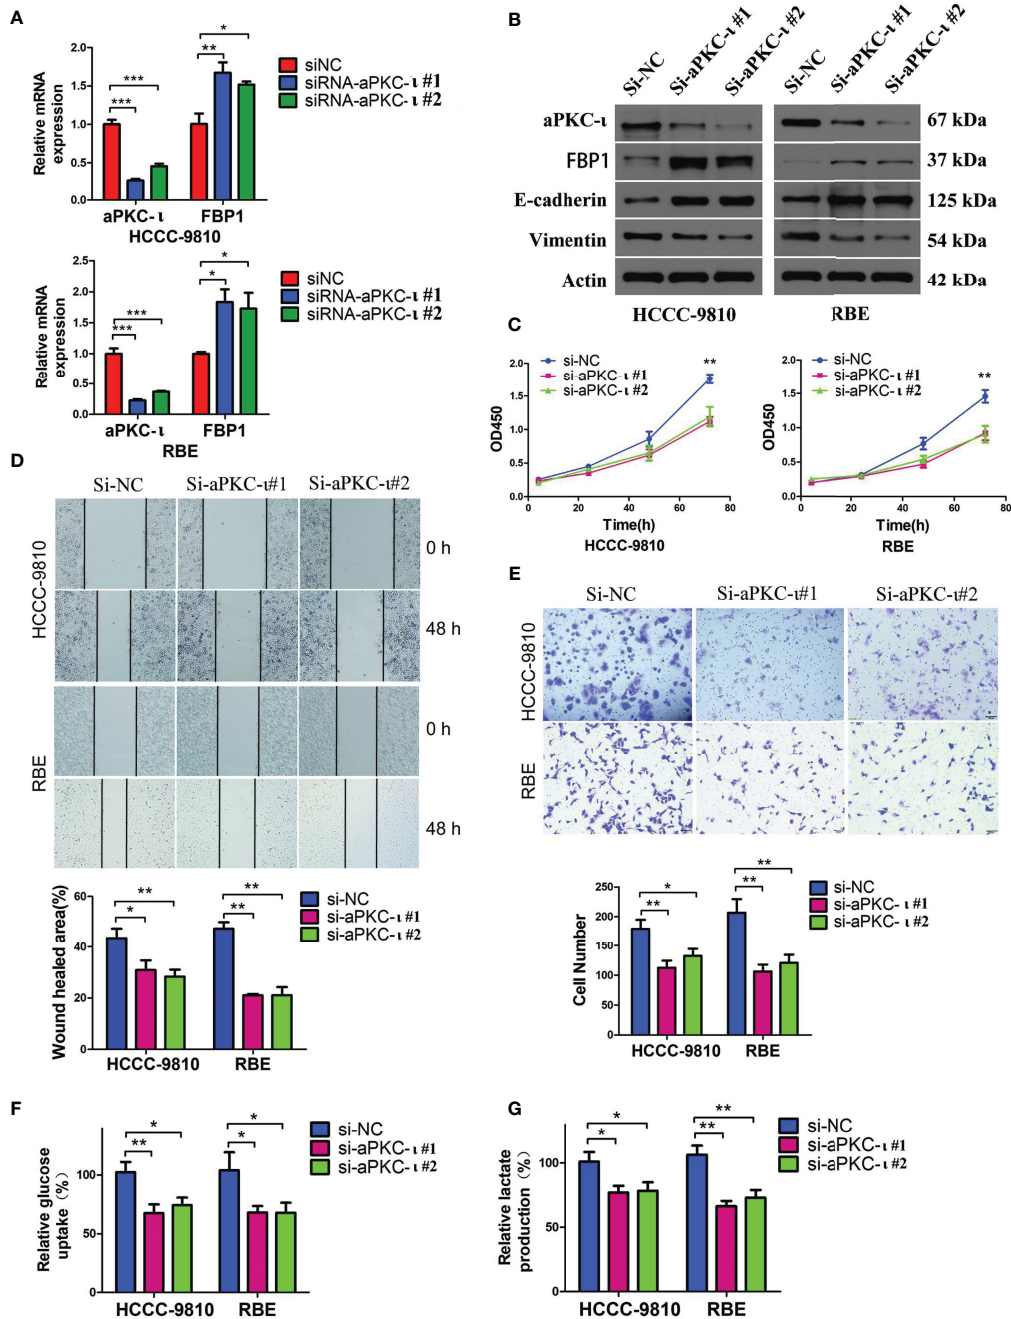 A
Relative mRNA
expression
2.0
1.5
1.0
0.5
0.0
*** *** ** *
siNC
siRNA-aPKC-ι #1
siRNA-aPKC-ι #2
aPKC-ι FBP1
HCCC-9810
Relative mRNA
expression
2.5
2.0
1.5
1.0
0.5
0.0
*** *** * *
siNC
siRNA-aPKC-ι #1
siRNA-aPKC-ι #2
aPKC-ι FBP1
RBE
B
Si-NC Si-aPKC-ι #1 Si-aPKC-ι #2 Si-NC Si-aPKC-ι #1 Si-aPKC-ι #2
aPKC-ι 67 kDa
FBP1 37 kDa
E-cadherin 125 kDa
Vimentin 54 kDa
Actin 42 kDa
HCCC-9810 RBE
C
OD450
2.0
1.5
1.0
0.5
0.0
si-NC
si-aPKC-ι #1
si-aPKC-ι #2
**
0 20 40 60 80
Time(h)
HCCC-9810
OD450
2.0
1.5
1.0
0.5
0.0
si-NC
si-aPKC-ι #1
si-aPKC-ι #2
**
0 20 40 60 80
Time(h)
RBE
D
Si-NC Si-aPKC-ι#1 Si-aPKC-ι#2
HCCC-9810
0 h
48 h
RBE
0 h
48 h
Wound healed area(%)
60
40
20
0
* ** ** **
si-NC
si-aPKC-ι #1
si-aPKC-ι #2
HCCC-9810 RBE
E
Si-NC Si-aPKC-ι#1 Si-aPKC-ι#2
HCCC-9810
RBE
Cell Number
250
200
150
100
50
0
** * ** **
si-NC
si-aPKC-ι #1
si-aPKC-ι #2
HCCC-9810 RBE
F
Relative glucose
uptake (%)
100
50
0
** * * *
si-NC
si-aPKC-ι #1
si-aPKC-ι #2
HCCC-9810 RBE
G
Relative lactate
production (%)
100
50
0
* * ** **
si-NC
si-aPKC-ι #1
si-aPKC-ι #2
HCCC-9810 RBE